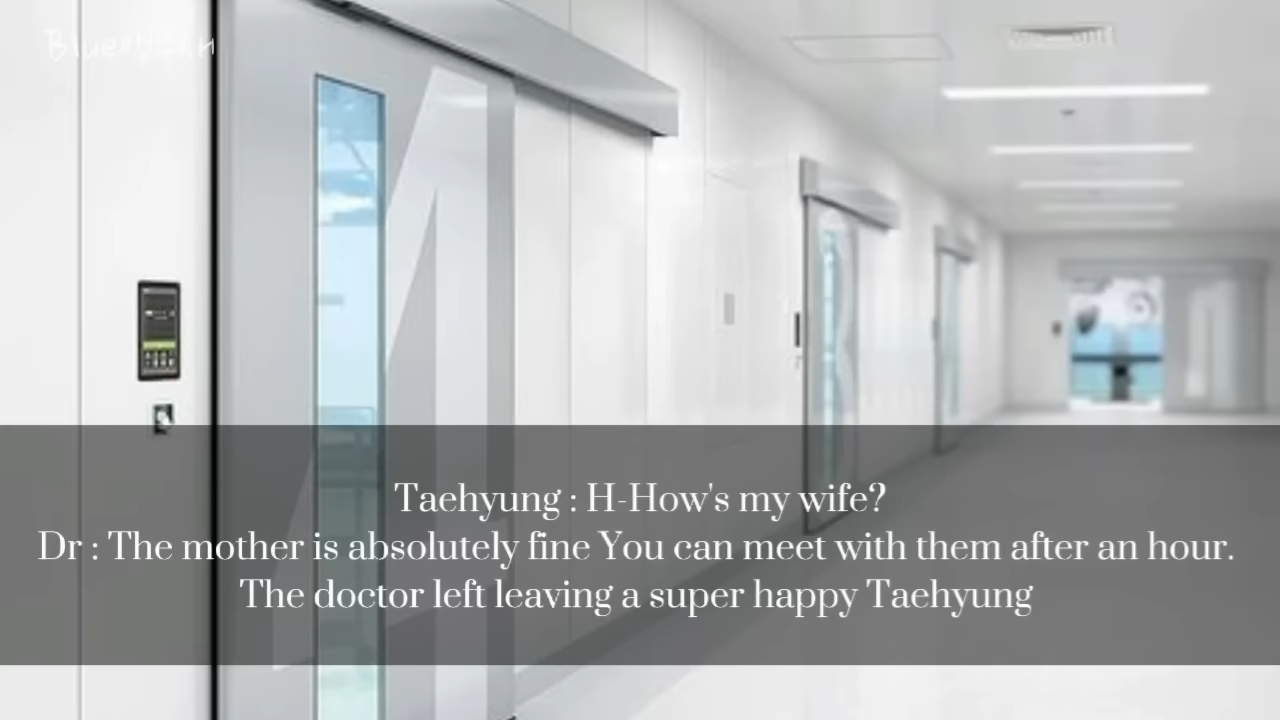 Taehyung : H-How's my wife?
Dr : The mother is absolutely fine You can meet with them after an hour.
The doctor left leaving a super happy Taehyung